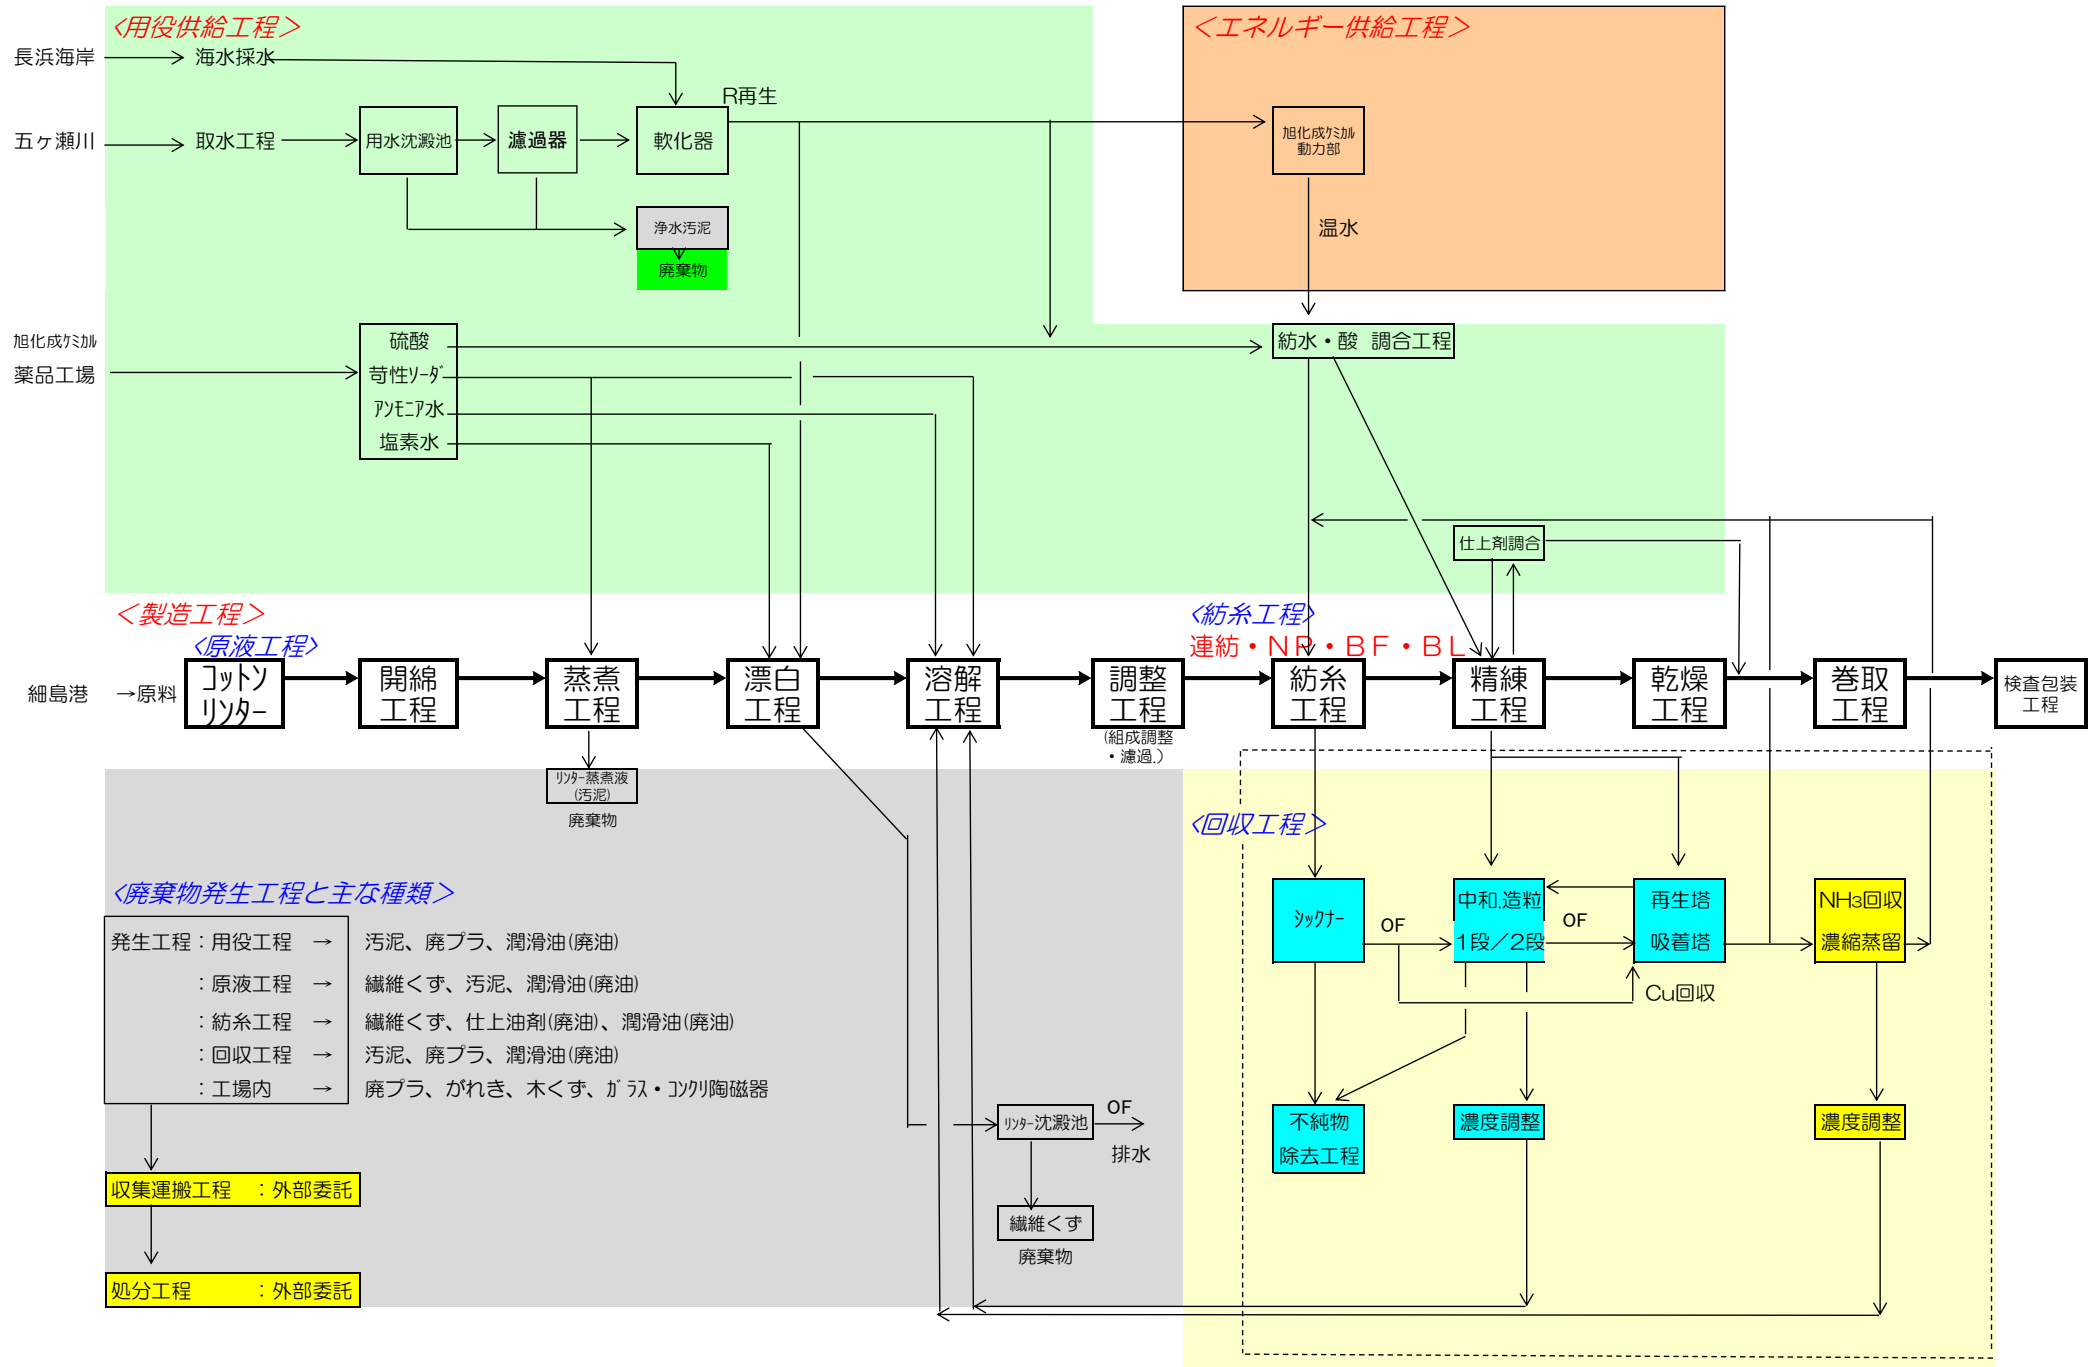 <用役供給工程>
＜エネルギー供給工程＞
長浜海岸
海水採水
R再生
五ヶ瀬川
取水工程
用水沈澱池
濾過器
軟化器
旭化成ｹﾐｶﾙ
動力部
浄水汚泥
廃棄物
温水
旭化成ｹﾐｶﾙ
薬品工場
硫酸
苛性ｿｰﾀﾞ
ｱﾝﾓﾆｱ水
塩素水
紡水・酸 調合工程
仕上剤調合
＜製造工程＞
<原液工程>
<紡糸工程>
連紡・NP・BF・BL
細島港 →原料
ｺｯﾄﾝ
ﾘﾝﾀｰ
開綿
工程
蒸煮
工程
漂白
工程
溶解
工程
調整
工程
(組成調整
・濾過.)
紡糸
工程
精練
工程
乾燥
工程
巻取
工程
検査包装
工程
ﾘﾝﾀｰ蒸煮液
(汚泥)
廃棄物
<回収工程>
ｼｯｸﾅｰ
OF
中和.造粒
1段／2段
OF
再生塔
吸着塔
NH3回収
濃縮蒸留
Cu回収
<廃棄物発生工程と主な種類>
発生工程：用役工程 → 汚泥、廃プラ、潤滑油(廃油)
：原液工程 → 繊維くず、汚泥、潤滑油(廃油)
：紡糸工程 → 繊維くず、仕上油剤(廃油)、潤滑油(廃油)
：回収工程 → 汚泥、廃プラ、潤滑油(廃油)
：工場内 → 廃プラ、がれき、木くず、ｶﾞﾗｽ・ｺﾝｸﾘ陶磁器
ﾘﾝﾀｰ沈澱池
OF
排水
不純物
除去工程
濃度調整
濃度調整
収集運搬工程 ：外部委託
繊維くず
廃棄物
処分工程 ：外部委託